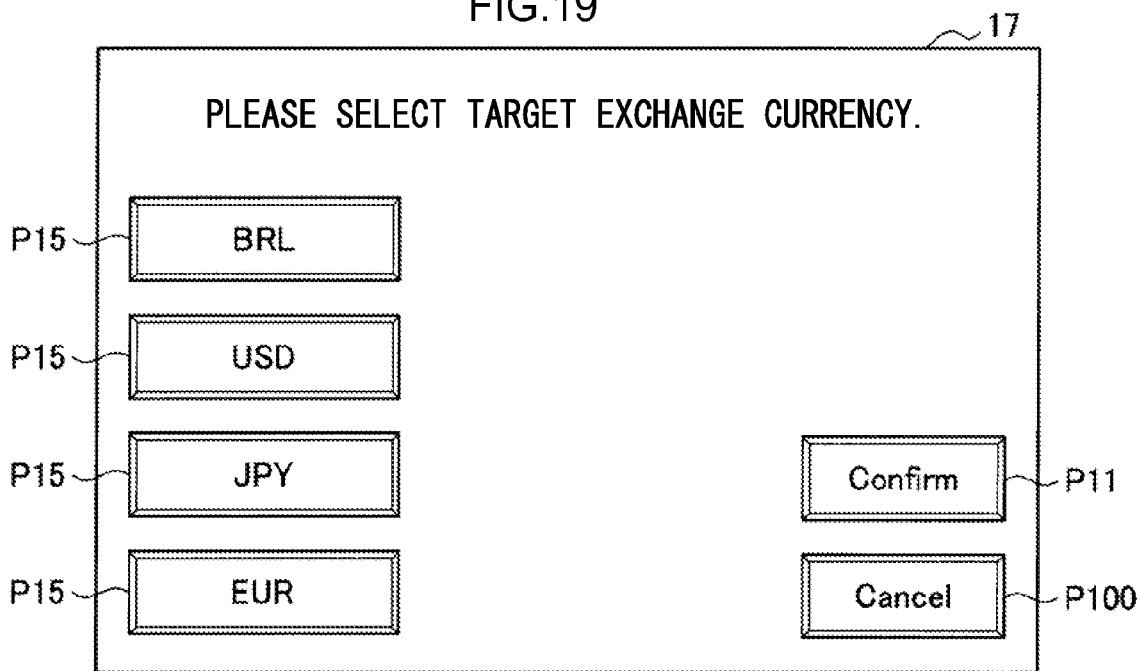 FIG.19
17
PLEASE SELECT TARGET EXCHANGE CURRENCY.
P15 BRL
P15 USD
P15 JPY Confirm P11
P15 EUR Cancel P100